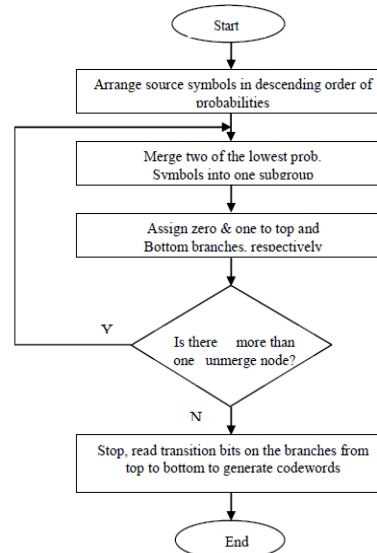 Start
Arrange source symbols in descending order of
probabilities
Merge two of the lowest prob.
Symbols into one subgroup
Assign zero & one to top and
Bottom branches, respectively
Y
Is there more than
one unmerge node?
N
Stop, read transition bits on the branches from
top to bottom to generate codewords
End